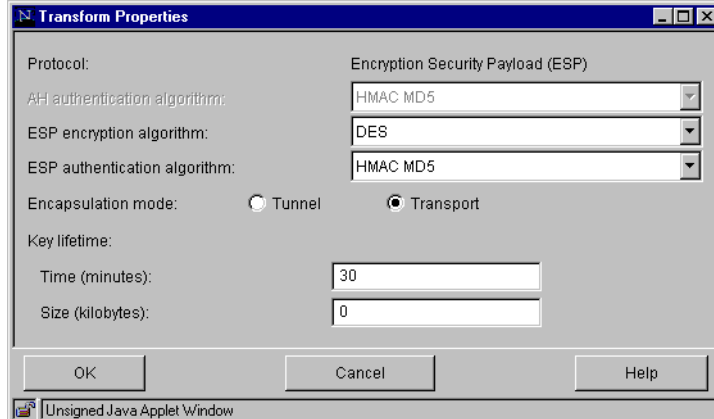 Transform Properties
Protocol: Encryption Security Payload (ESP)
AH authentication algorithm: HMAC MD5
ESP encryption algorithm: DES
ESP authentication algorithm: HMAC MD5
Encapsulation mode: Tunnel Transport
Key lifetime:
Time (minutes): 30
Size (kilobytes): 0
OK Cancel Help
Unsigned Java Applet Window